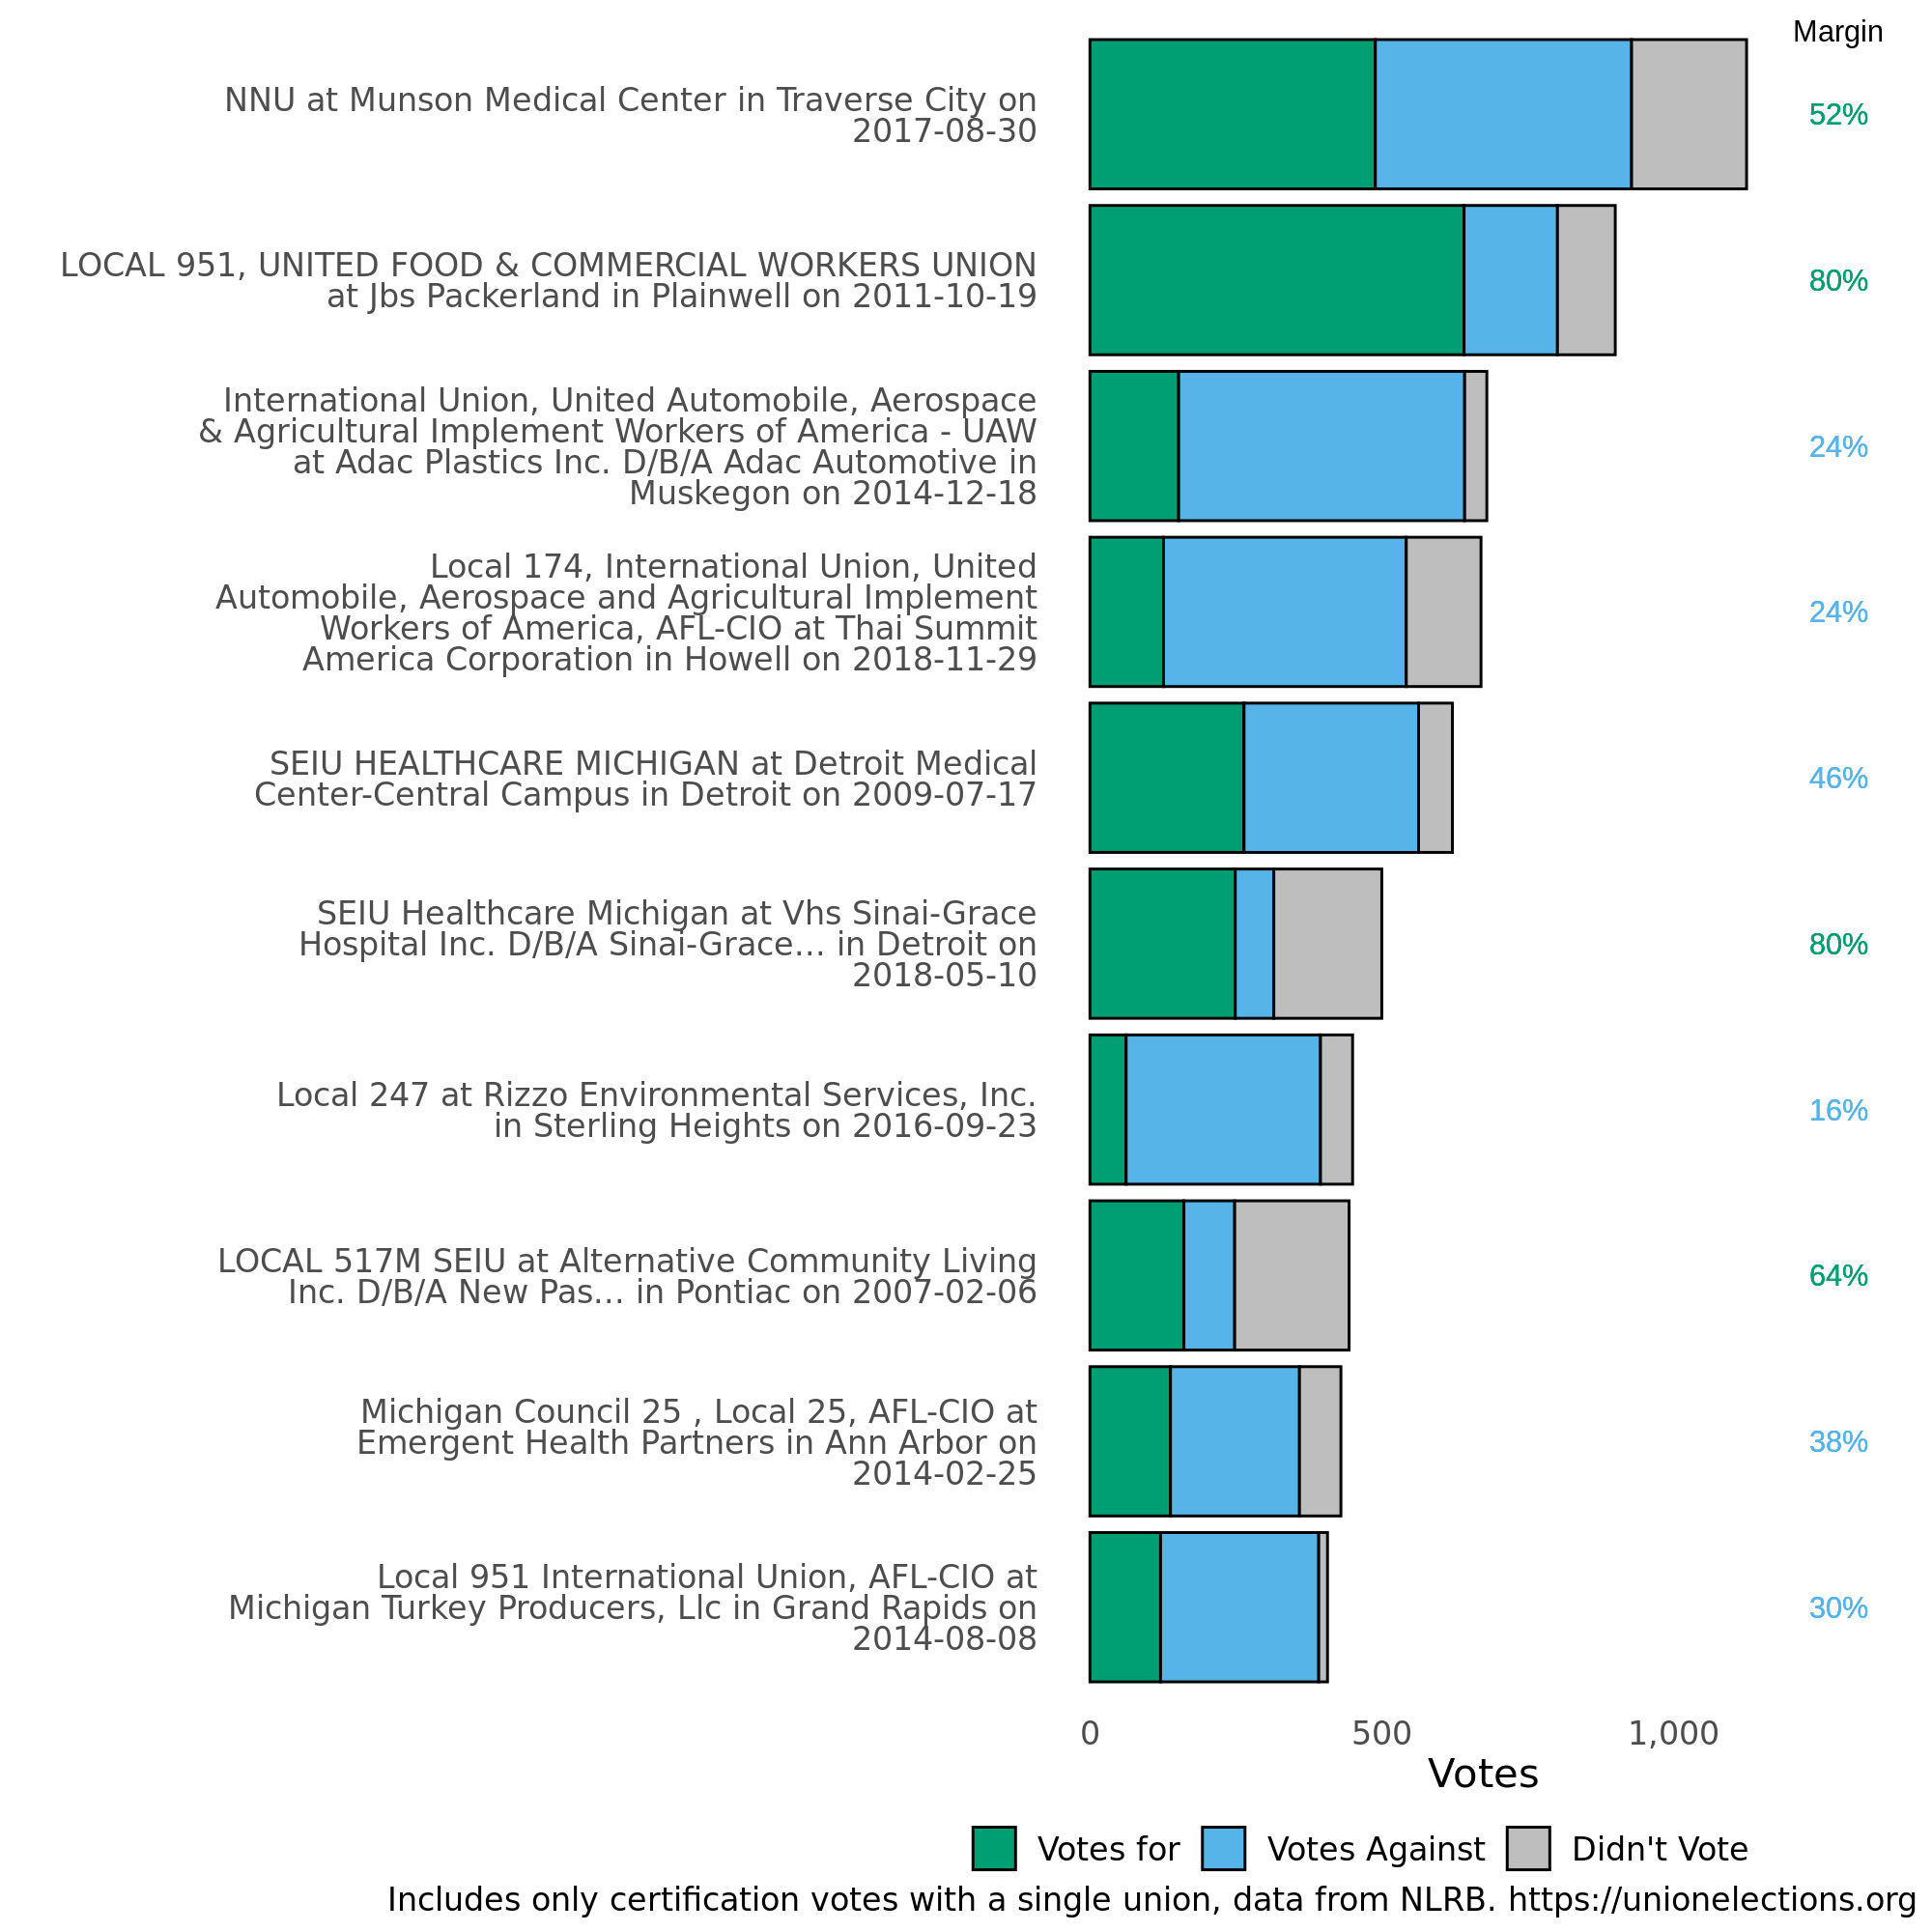 Margin
NNU at Munson Medical Center in Traverse City on
2017-08-30
52%
LOCAL 951, UNITED FOOD & COMMERCIAL WORKERS UNION
at Jbs Packerland in Plainwell on 2011-10-19
80%
International Union, United Automobile, Aerospace
& Agricultural Implement Workers of America - UAW
at Adac Plastics Inc. D/B/A Adac Automotive in
Muskegon on 2014-12-18
24%
Local 174, International Union, United
Automobile, Aerospace and Agricultural Implement
Workers of America, AFL-CIO at Thai Summit
America Corporation in Howell on 2018-11-29
24%
SEIU HEALTHCARE MICHIGAN at Detroit Medical
Center-Central Campus in Detroit on 2009-07-17
46%
SEIU Healthcare Michigan at Vhs Sinai-Grace
Hospital Inc. D/B/A Sinai-Grace... in Detroit on
2018-05-10
80%
Local 247 at Rizzo Environmental Services, Inc.
in Sterling Heights on 2016-09-23
16%
LOCAL 517M SEIU at Alternative Community Living
Inc. D/B/A New Pas... in Pontiac on 2007-02-06
64%
Michigan Council 25 , Local 25, AFL-CIO at
Emergent Health Partners in Ann Arbor on
2014-02-25
38%
Local 951 International Union, AFL-CIO at
Michigan Turkey Producers, Llc in Grand Rapids on
2014-08-08
30%
0 500 1,000
Votes
Votes for Votes Against Didn't Vote
Includes only certification votes with a single union, data from NLRB. https://unionelections.org